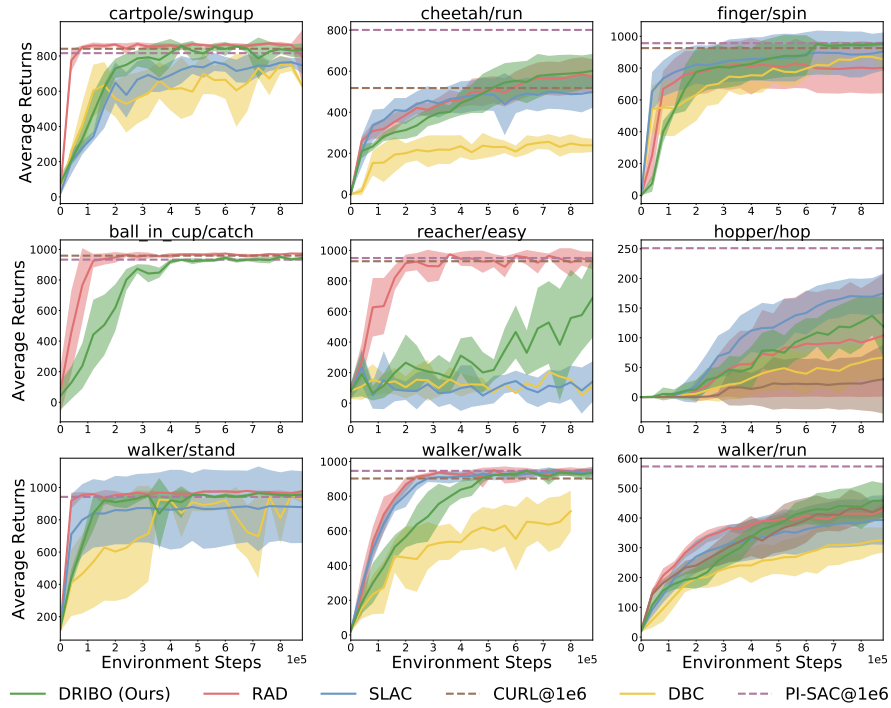 cartpole/swingup cheetah/run finger/spin
Average Returns
800
600
400
200
0
0 1 2 3 4 5 6 7 8
800
600
400
200
0
0 1 2 3 4 5 6 7 8
1000
800
600
400
200
0
0 1 2 3 4 5 6 7 8
ball_in_cup/catch reacher/easy hopper/hop
Average Returns
1000
800
600
400
200
0
0 1 2 3 4 5 6 7 8
1000
800
600
400
200
0
0 1 2 3 4 5 6 7 8
250
200
150
100
50
0
0 1 2 3 4 5 6 7 8
walker/stand walker/walk walker/run
Average Returns
1000
800
600
400
200
0 1 2 3 4 5 6 7 8
Environment Steps 1e5
1000
800
600
400
200
0
0 1 2 3 4 5 6 7 8
Environment Steps 1e5
600
500
400
300
200
100
0
0 1 2 3 4 5 6 7 8
Environment Steps 1e5
DRIBO (Ours) RAD SLAC CURL@1e6 DBC PI-SAC@1e6